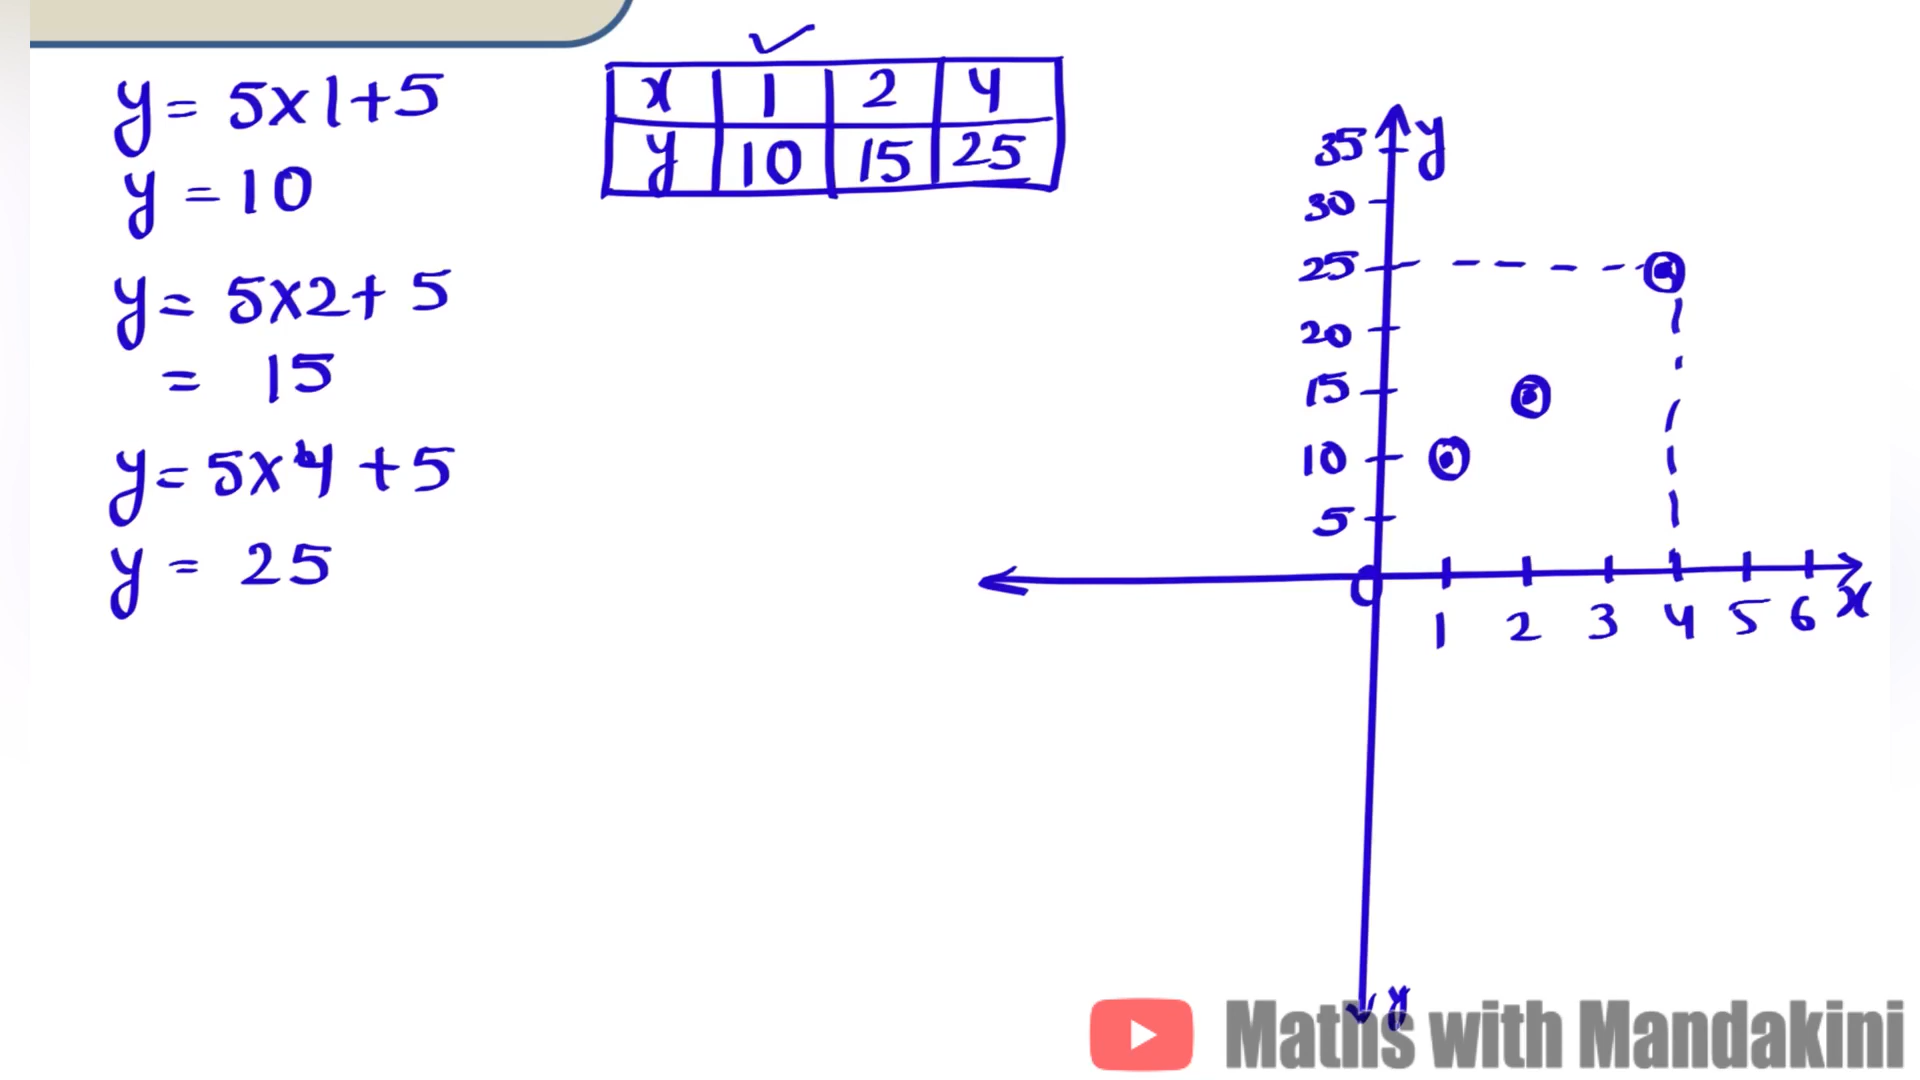 y = 5x1+5
y = 10
y = 5x2+ 5
= 15
y = 5x4 +5
y = 25
x 1 2 4
y 10 15 25
y
35
30
25
20
15
10
5
0
1 2 3 4 5 6 x
y
Maths with Mandakini